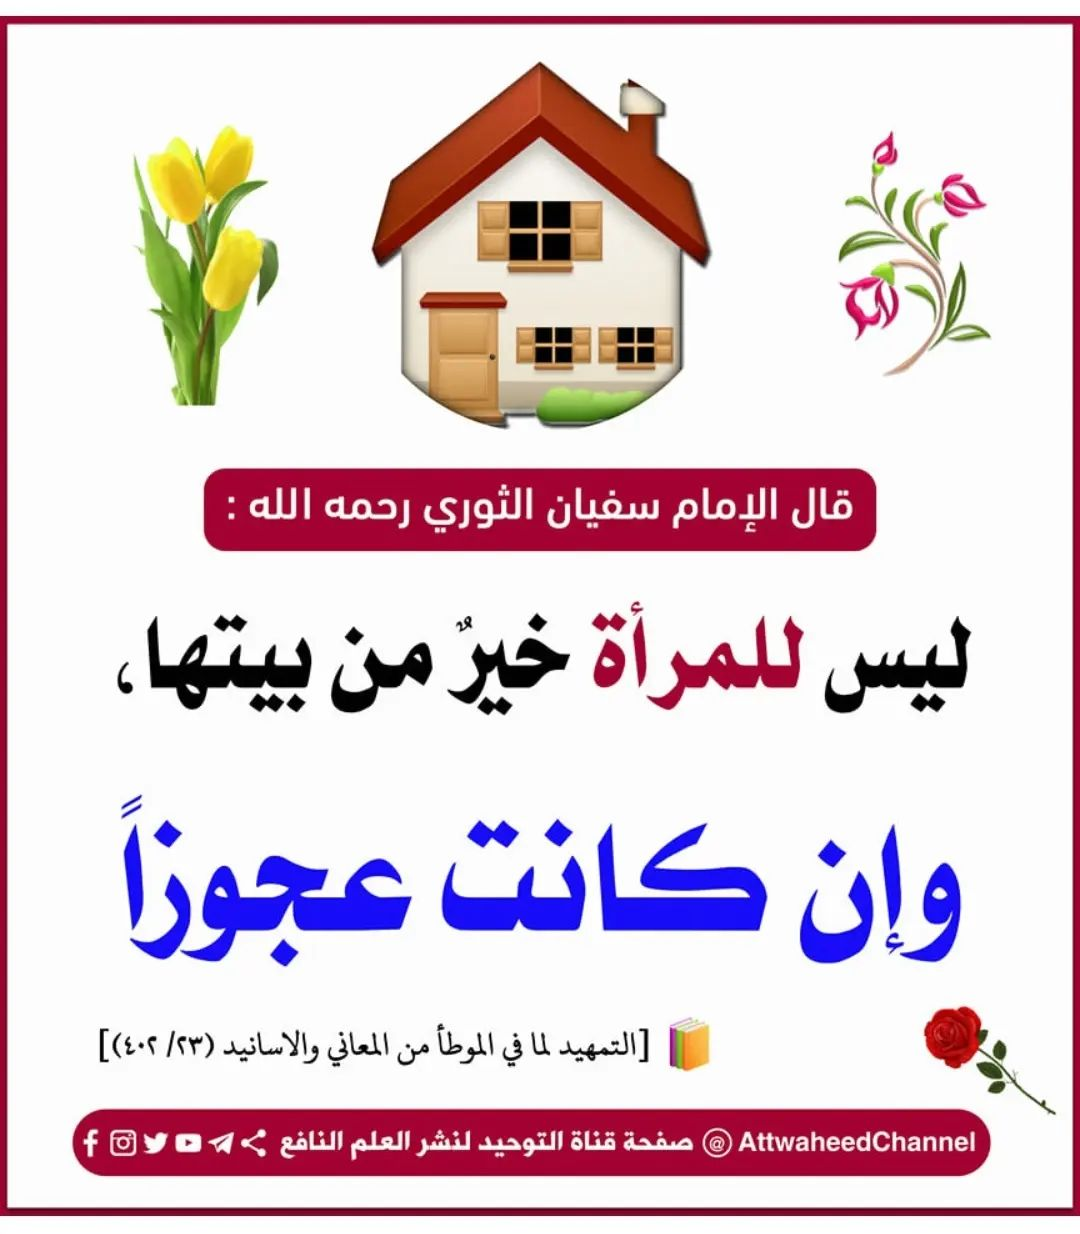 قال الإمام سفيان الثوري رحمه الله :
ليس للمرأة خيرٌ من بيتها،
وإن كانت عجوزاً
[التمهيد لما في الموطأ من المعاني والاسانيد (٢٣/ ٤٠٢)]
صفحة قناة التوحيد لنشر العلم النافع @ AttwaheedChannel